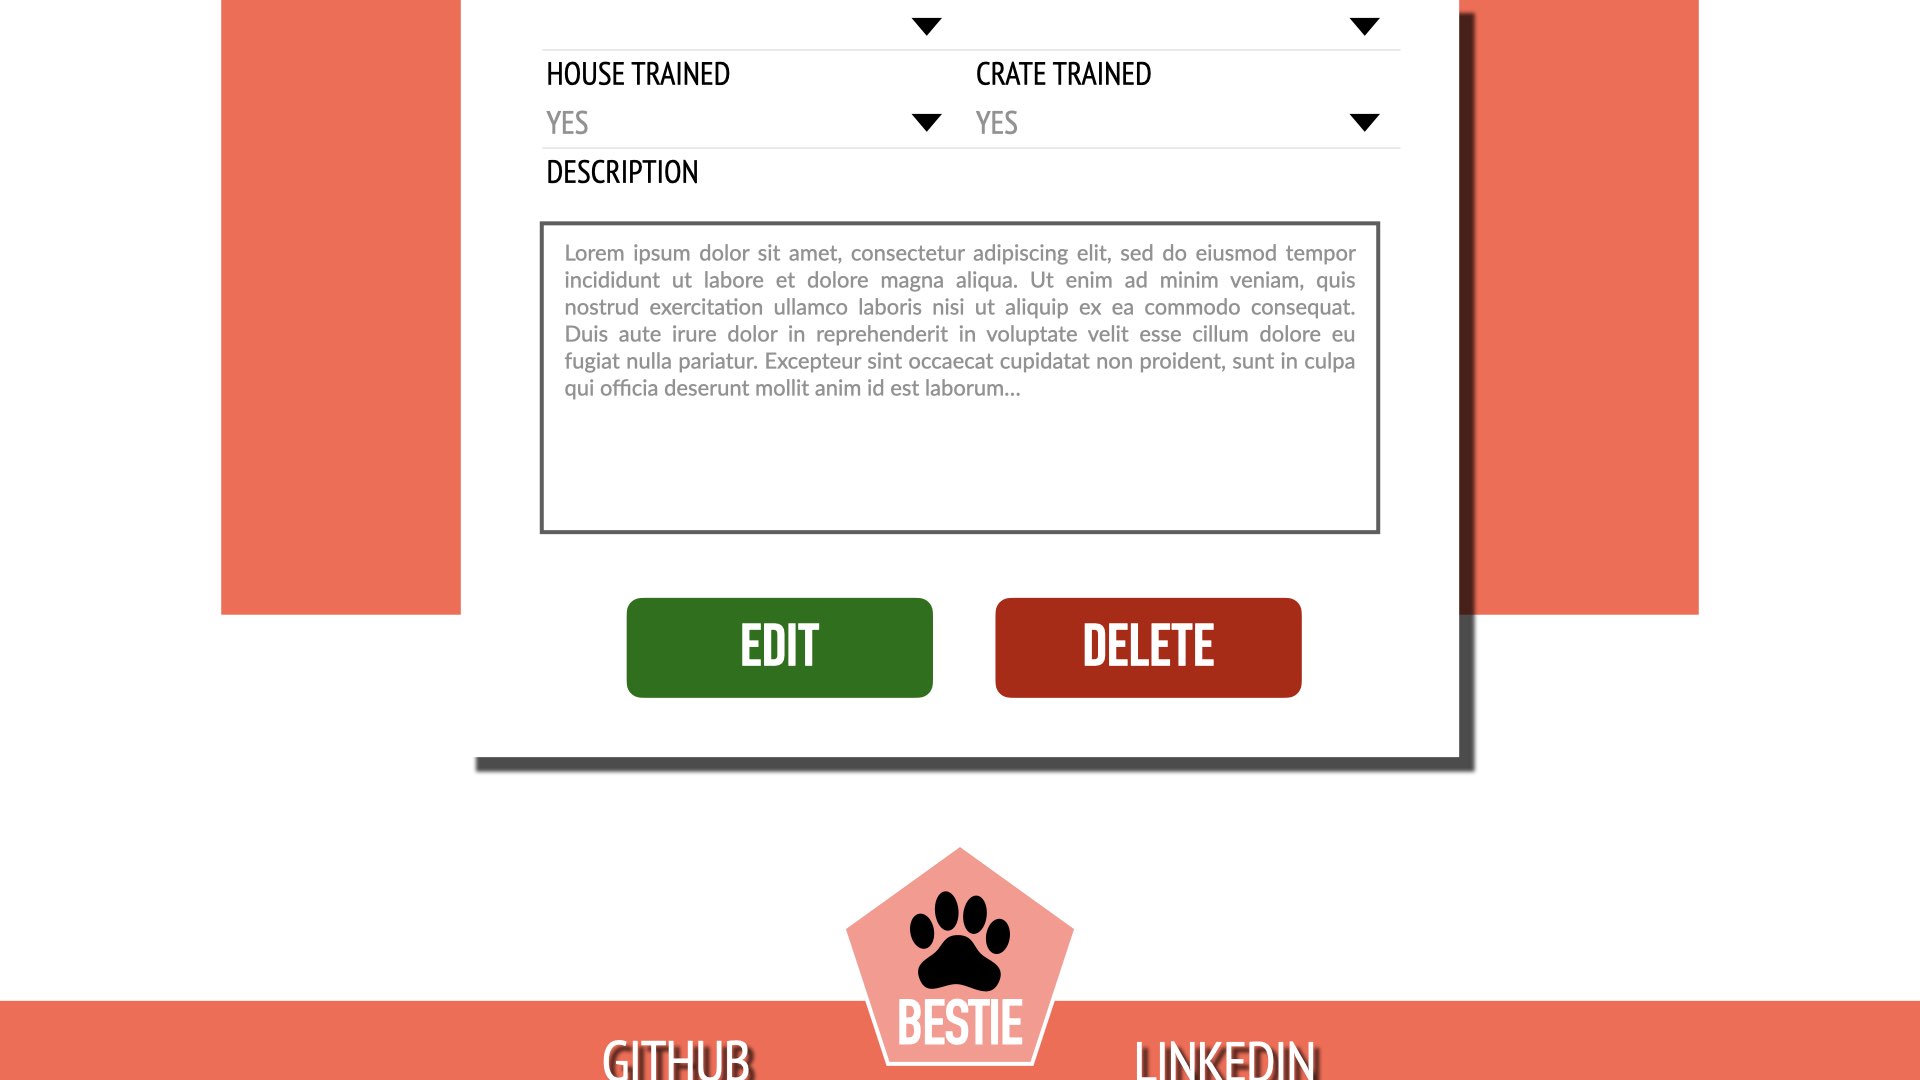 HOUSE TRAINED CRATE TRAINED
YES YES
DESCRIPTION
Lorem ipsum dolor sit amet, consectetur adipiscing elit, sed do eiusmod tempor
incididunt ut labore et dolore magna aliqua. Ut enim ad minim veniam, quis
nostrud exercitation ullamco laboris nisi ut aliquip ex ea commodo consequat.
Duis aute irure dolor in reprehenderit in voluptate velit esse cillum dolore eu
fugiat nulla pariatur. Excepteur sint occaecat cupidatat non proident, sunt in culpa
qui officia deserunt mollit anim id est laborum...
EDIT DELETE
BESTIE
GITHUB LINKEDIN